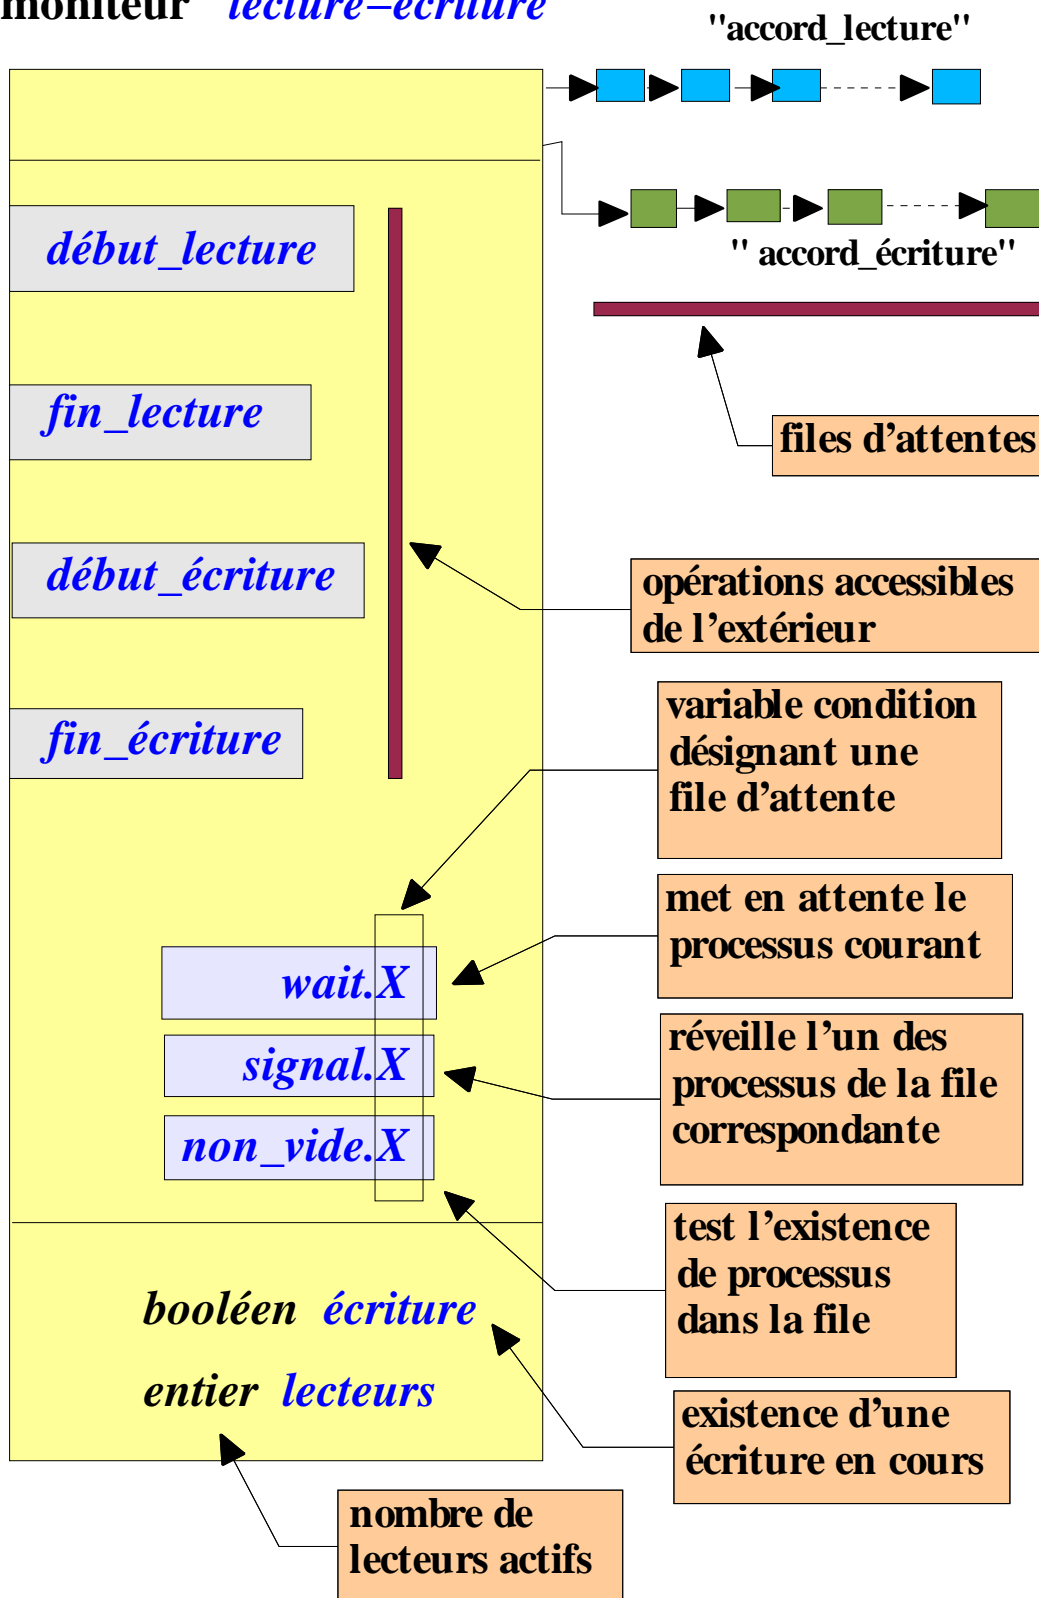 moniteur lecture–écriture
"accord_lecture"
" accord_écriture"
début_lecture
fin_lecture
files d'attentes
début_écriture
opérations accessibles
de l'extérieur
fin_écriture
variable condition
désignant une
file d'attente
wait.X
met en attente le
processus courant
signal.X
réveille l'un des
processus de la file
correspondante
non_vide.X
test l'existence
de processus
dans la file
booléen écriture
entier lecteurs
existence d'une
écriture en cours
nombre de
lecteurs actifs